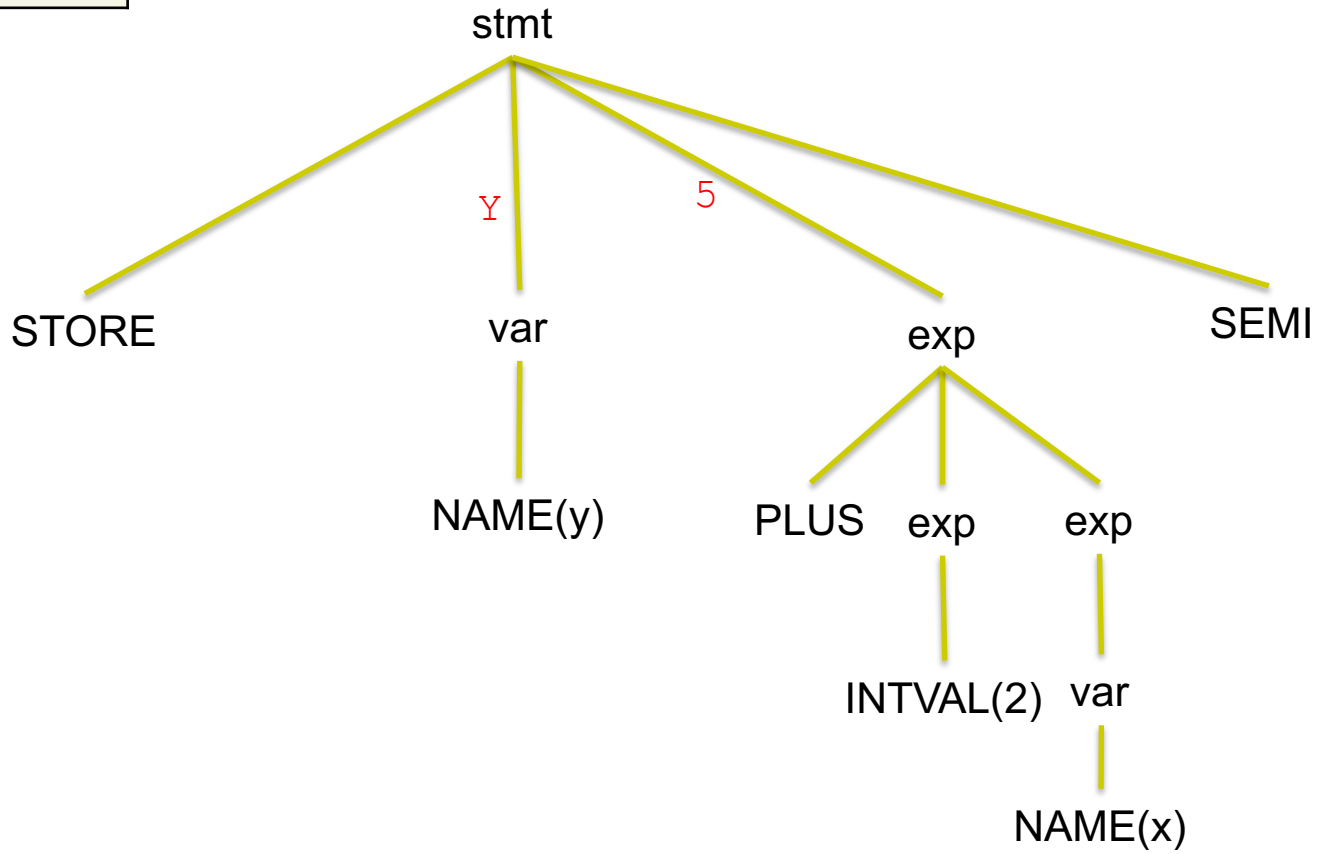 stmt
Y
5
STORE
var
exp
SEMI
NAME(y)
PLUS
exp
exp
INTVAL(2)
var
NAME(x)